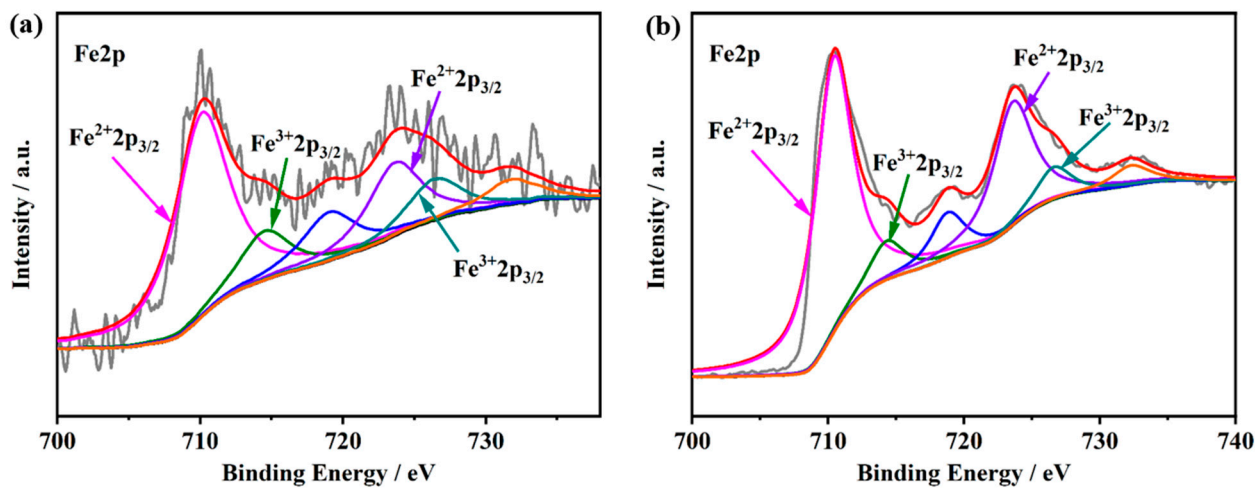 (a)
Fe2p
Fe²⁺2p₃/₂
Fe³⁺2p₃/₂
Fe²⁺2p₃/₂
Fe³⁺2p₃/₂
Intensity / a.u.
700 710 720 730
Binding Energy / eV
(b)
Fe2p
Fe²⁺2p₃/₂
Fe³⁺2p₃/₂
Fe²⁺2p₃/₂
Fe³⁺2p₃/₂
Intensity / a.u.
700 710 720 730 740
Binding Energy / eV